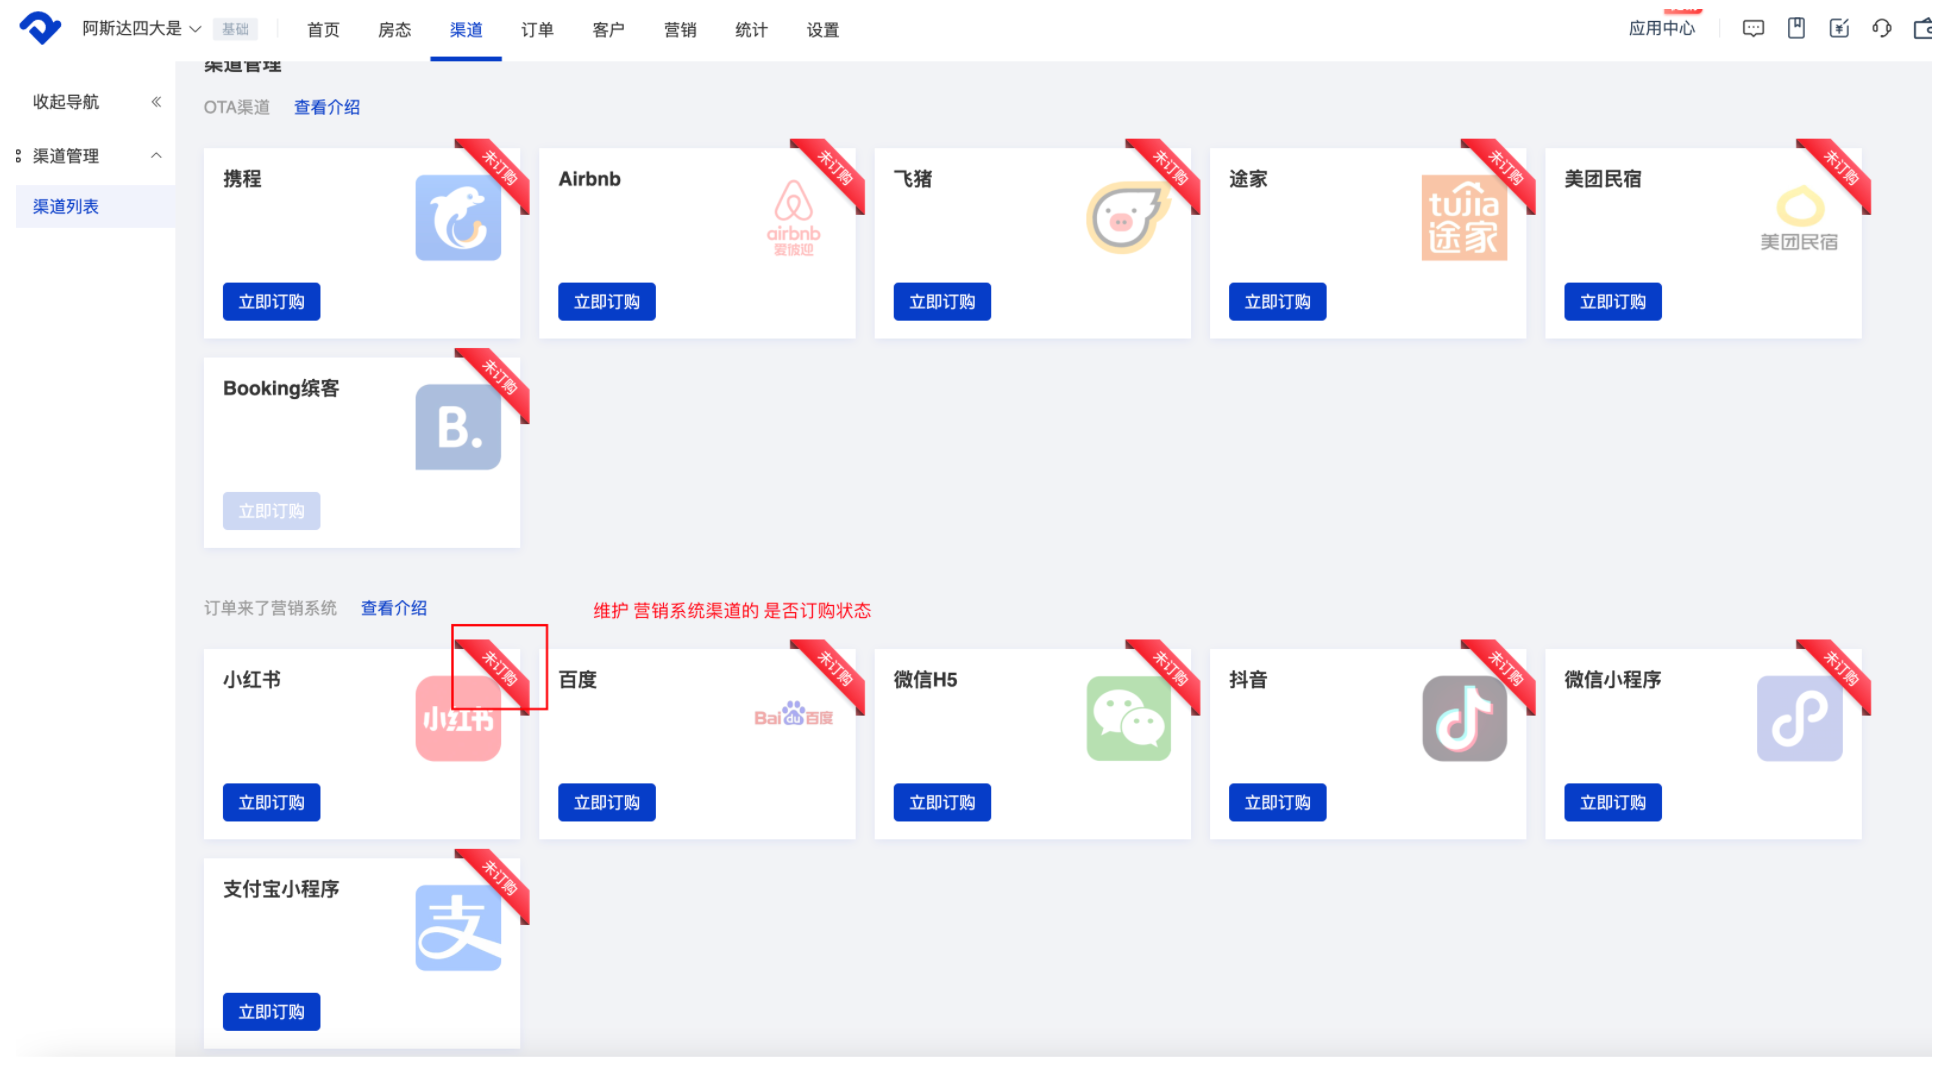 阿斯达四大是 基础 首页 房态 渠道 订单 客户 营销 统计 设置 应用中心
收起导航
渠道管理
渠道列表
渠道管理
OTA渠道 查看介绍
携程 未订购 Airbnb 未订购 飞猪 未订购 途家 未订购 美团民宿 未订购
airbnb
爱彼迎
tujia
途家
美团民宿
立即订购 立即订购 立即订购 立即订购 立即订购
Booking缤客 未订购
B.
立即订购
订单来了营销系统 查看介绍 维护 营销系统渠道的 是否订购状态
小红书 未订购 百度 未订购 微信H5 未订购 抖音 未订购 微信小程序 未订购
小红书 Bai du 百度
立即订购 立即订购 立即订购 立即订购 立即订购
支付宝小程序 未订购
支
立即订购